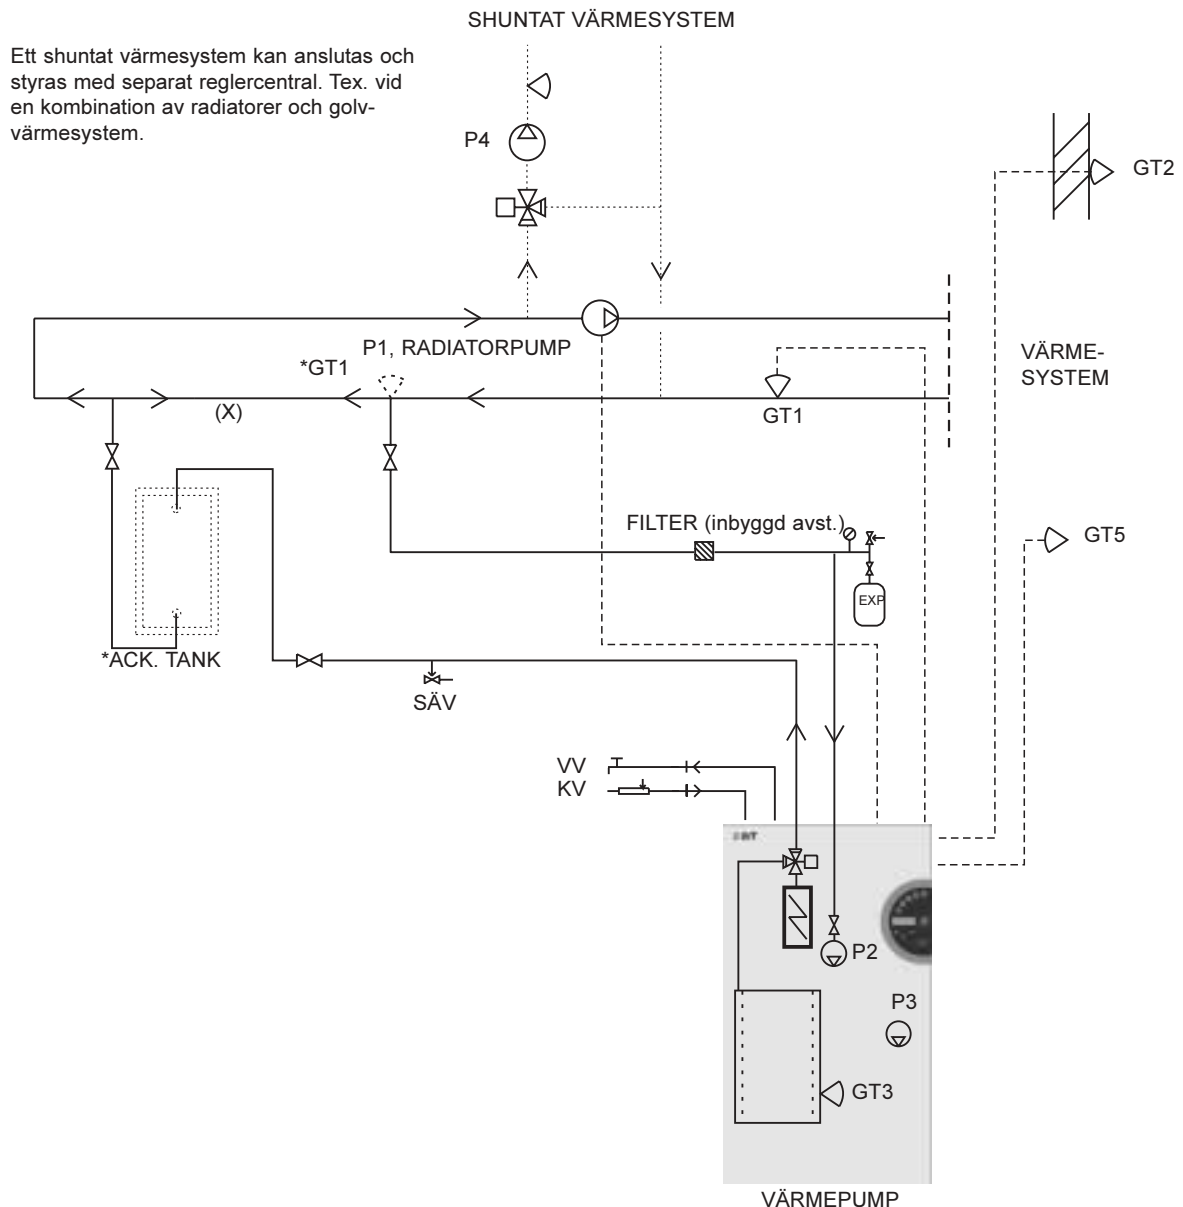 SHUNTAT VÄRMESYSTEM
Ett shuntat värmesystem kan anslutas och
styras med separat reglercentral. Tex. vid
en kombination av radiatorer och golv-
värmesystem.
P4
GT2
P1, RADIATORPUMP
*GT1
VÄRME-
SYSTEM
(X)
GT1
FILTER (inbyggd avst.)
GT5
EXP
*ACK. TANK
SÄV
VV
KV
P2
P3
GT3
VÄRMEPUMP